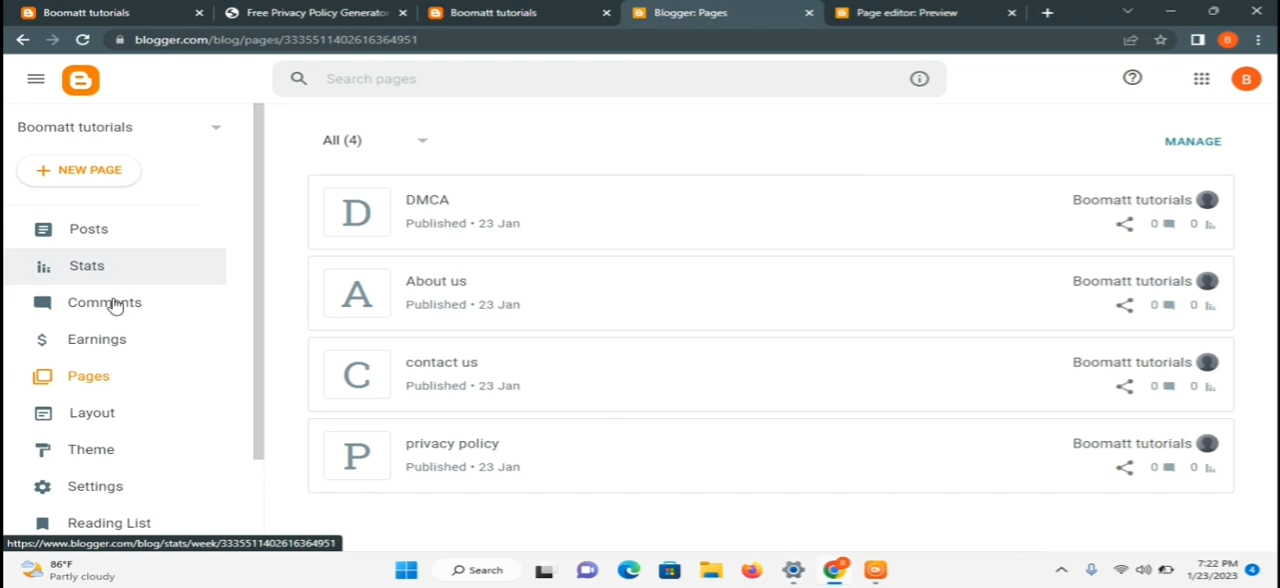 Boomatt tutorials
Free Privacy Policy Generator
Boomatt tutorials
Blogger: Pages
Page editor: Preview
blogger.com/blog/pages/3335511402616364951
B
Search pages
B
Boomatt tutorials
NEW PAGE
Posts
Stats
Comments
Earnings
Pages
Layout
Theme
Settings
Reading List
All (4)
MANAGE
D
DMCA
Published • 23 Jan
Boomatt tutorials
0 0
A
About us
Published • 23 Jan
Boomatt tutorials
0 0
C
contact us
Published • 23 Jan
Boomatt tutorials
0 0
P
privacy policy
Published • 23 Jan
Boomatt tutorials
0 0
https://www.blogger.com/blog/stats/week/3335511402616364951
86°F
Partly cloudy
Search
7:22 PM
1/23/2023
4